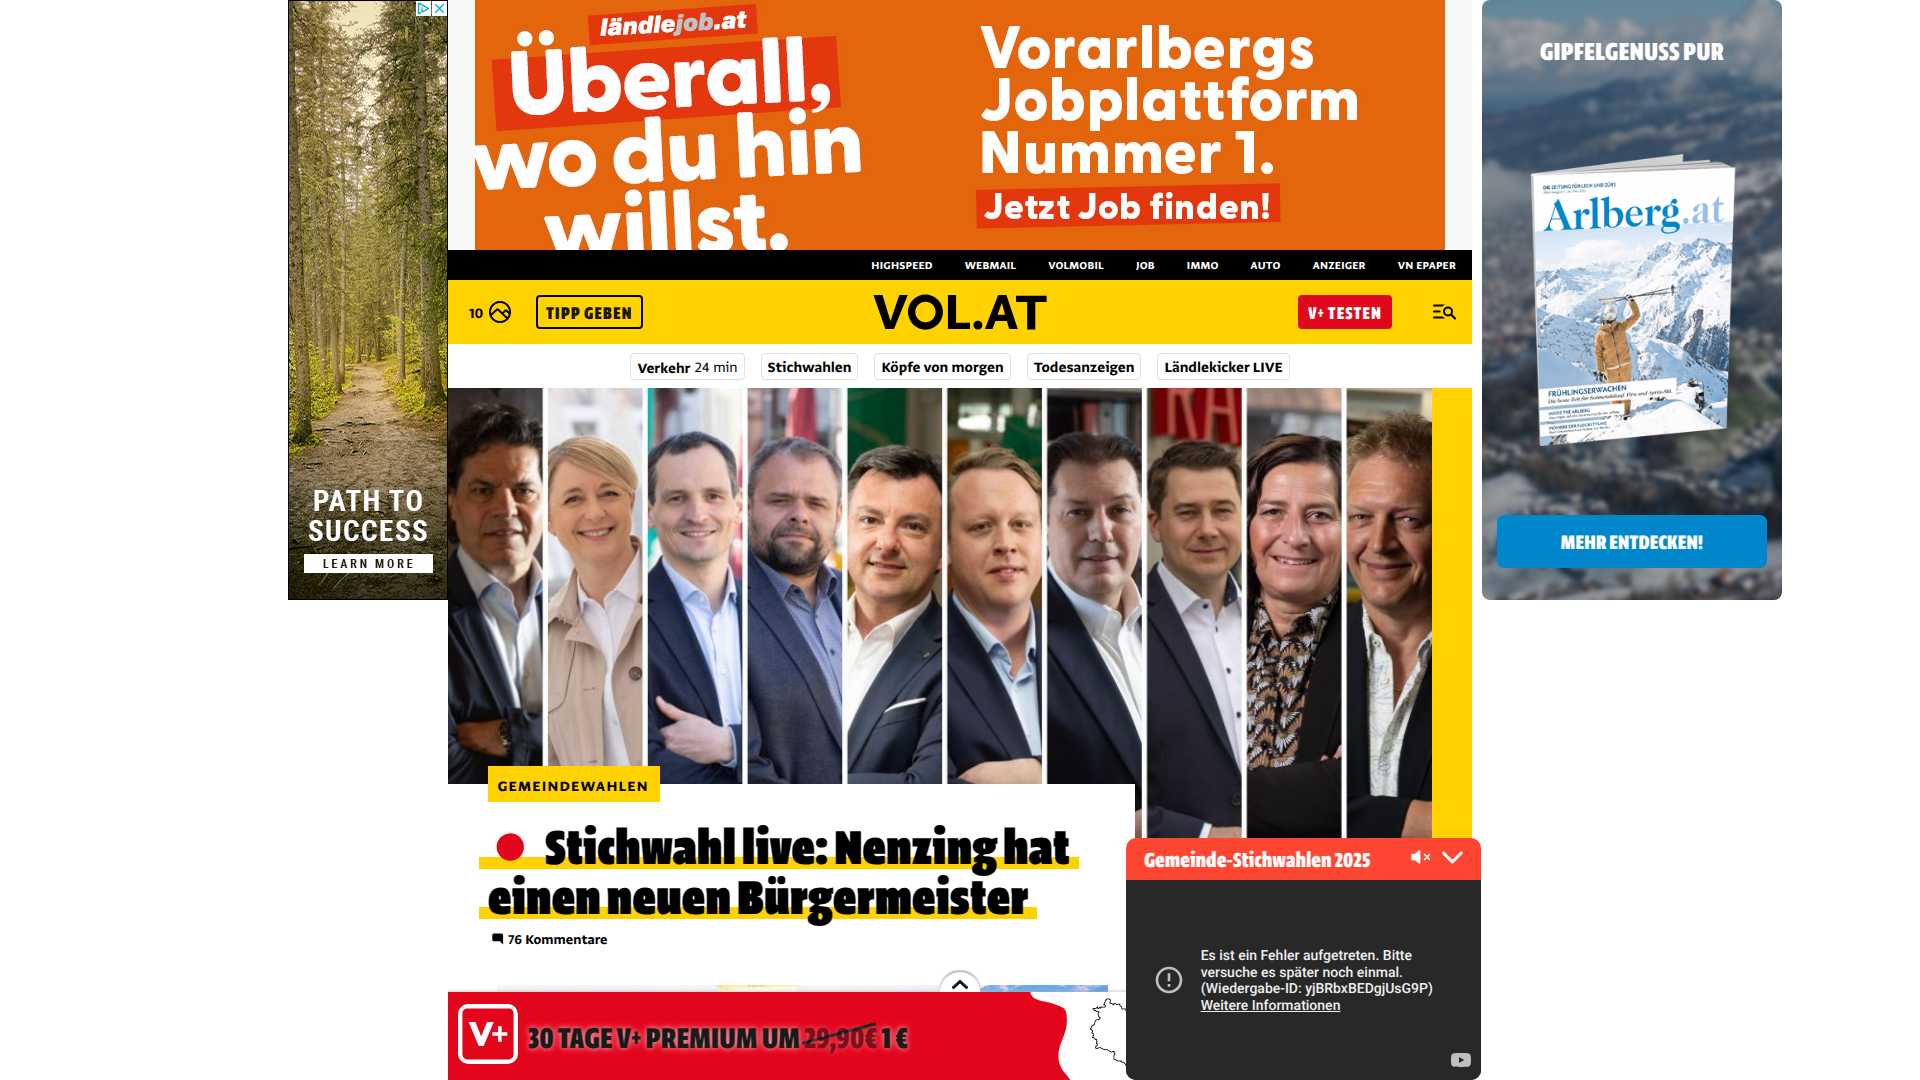 ländlejob.at
Überall,
wo du hin
willst.
Vorarlbergs
Jobplattform
Nummer 1.
Jetzt Job finden!
GIPFELGENUSS PUR
Arlberg.at
FRÜHLINGSERWACHEN
MEHR ENTDECKEN!
PATH TO
SUCCESS
LEARN MORE
HIGHSPEED WEBMAIL VOLMOBIL JOB IMMO AUTO ANZEIGER VN EPAPER
10 TIPP GEBEN VOL.AT V+ TESTEN
Verkehr 24 min Stichwahlen Köpfe von morgen Todesanzeigen Ländlekicker LIVE
GEMEINDEWAHLEN
Stichwahl live: Nenzing hat
einen neuen Bürgermeister
76 Kommentare
Gemeinde-Stichwahlen 2025
Es ist ein Fehler aufgetreten. Bitte
versuche es später noch einmal.
(Wiedergabe-ID: yjBRbxBEDgjUsG9P)
Weitere Informationen
V+ 30 TAGE V+ PREMIUM UM 29,90€ 1 €